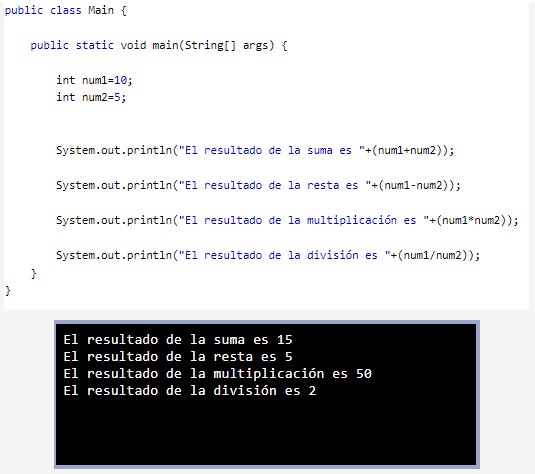 public class Main {
public static void main(String[] args) {
int num1=10;
int num2=5;
System.out.println("El resultado de la suma es "+(num1+num2));
System.out.println("El resultado de la resta es "+(num1-num2));
System.out.println("El resultado de la multiplicación es "+(num1*num2));
System.out.println("El resultado de la división es "+(num1/num2));
}
}
El resultado de la suma es 15
El resultado de la resta es 5
El resultado de la multiplicación es 50
El resultado de la división es 2